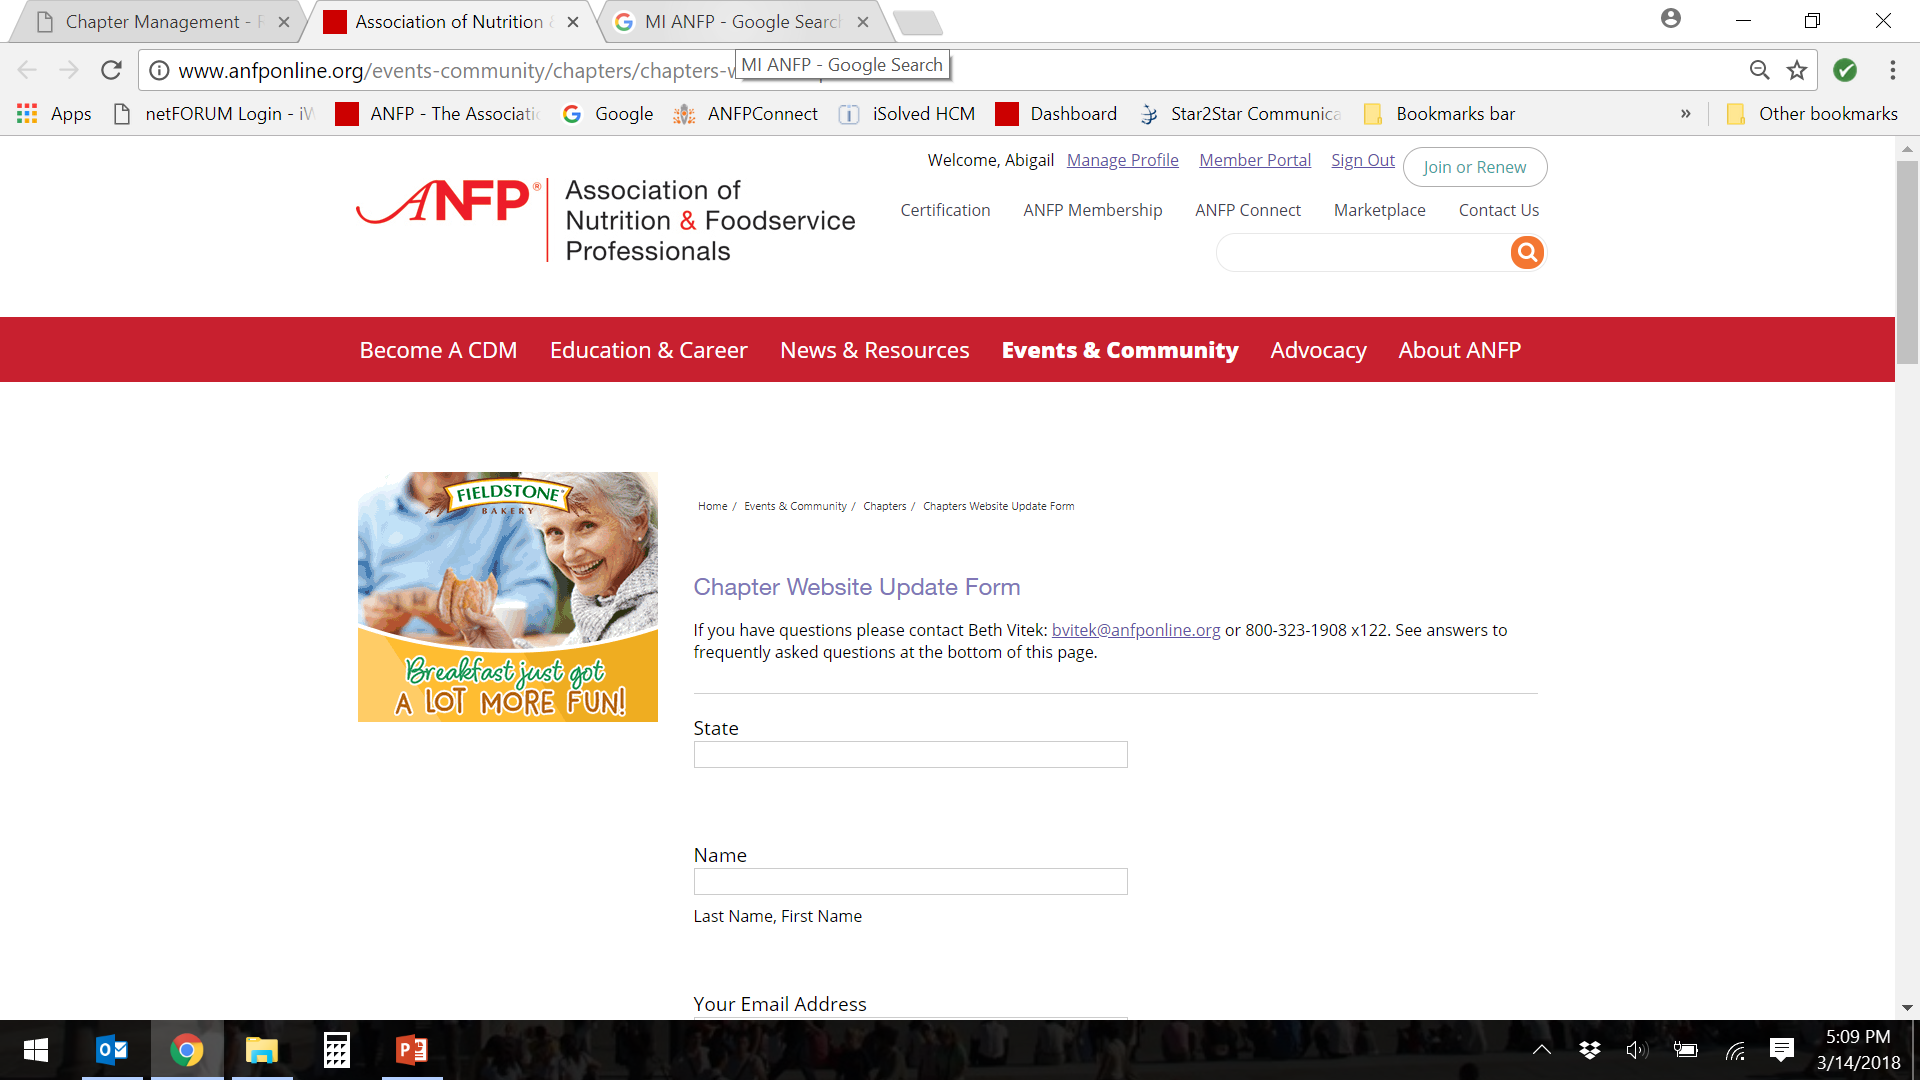 Chapter Management -
Association of Nutrition
MI ANFP - Google Search
www.anfponline.org/events-community/chapters/chapters-
MI ANFP - Google Search
Apps
netFORUM Login -
ANFP - The Associati
Google
ANFPConnect
iSolved HCM
Dashboard
Star2Star Communica
Bookmarks bar
»
Other bookmarks
Welcome, Abigail Manage Profile Member Portal Sign Out Join or Renew
ANFP® Association of
Nutrition & Foodservice
Professionals
Certification ANFP Membership ANFP Connect Marketplace Contact Us
Become A CDM Education & Career News & Resources Events & Community Advocacy About ANFP
FIELDSTONE
BAKERY
Breakfast just got
A LOT MORE FUN!
Home / Events & Community / Chapters / Chapters Website Update Form
Chapter Website Update Form
If you have questions please contact Beth Vitek: bvitek@anfponline.org or 800-323-1908 x122. See answers to
frequently asked questions at the bottom of this page.
State
Name
Last Name, First Name
Your Email Address
5:09 PM
3/14/2018